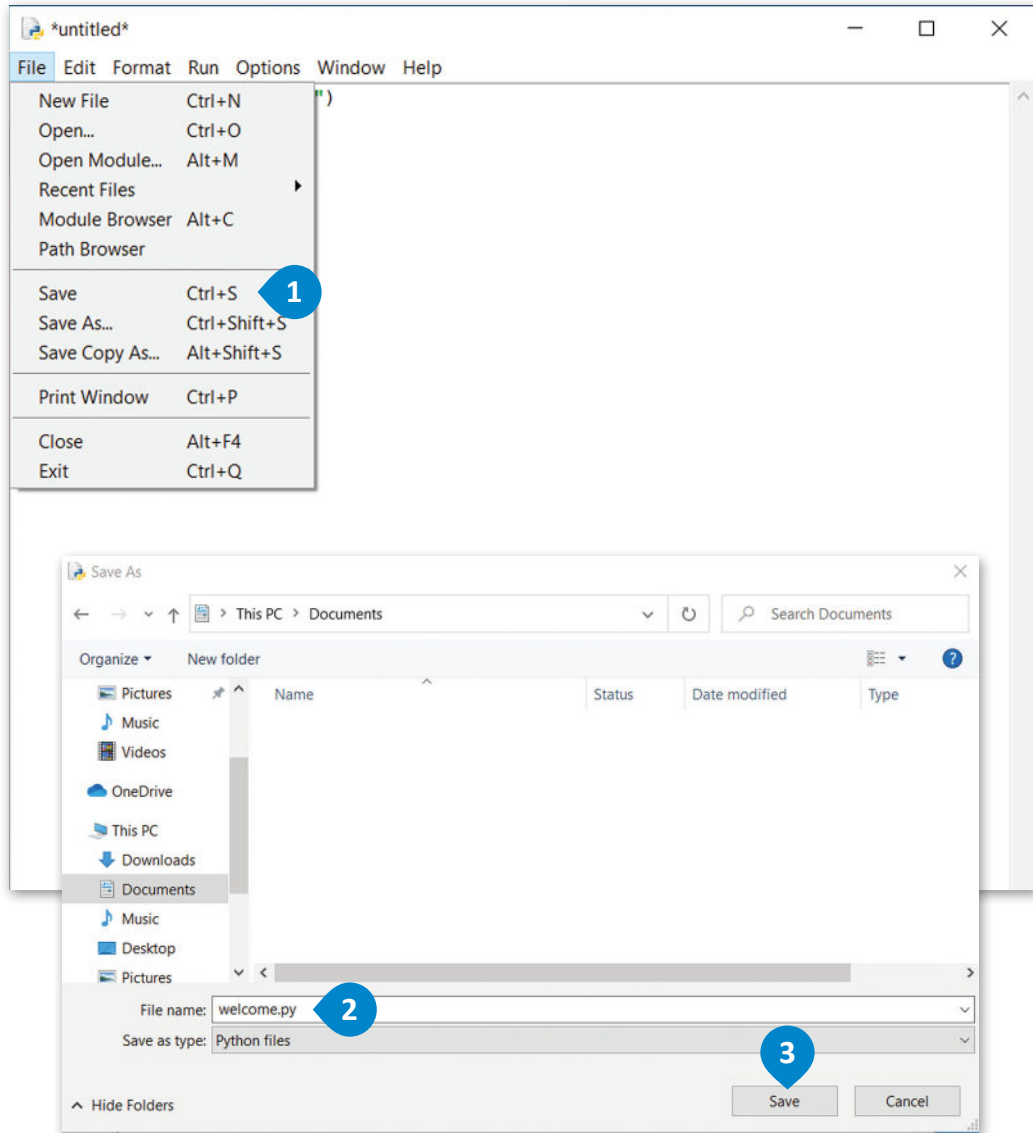 *untitled*
File Edit Format Run Options Window Help
")
New File Ctrl+N
Open... Ctrl+O
Open Module... Alt+M
Recent Files
Module Browser Alt+C
Path Browser
Save Ctrl+S 1
Save As... Ctrl+Shift+S
Save Copy As... Alt+Shift+S
Print Window Ctrl+P
Close Alt+F4
Exit Ctrl+Q
Save As
This PC > Documents Search Documents
Organize New folder ?
Name Status Date modified Type
Pictures
Music
Videos
OneDrive
This PC
Downloads
Documents
Music
Desktop
Pictures
File name: welcome.py 2
Save as type: Python files
3
Hide Folders Save Cancel